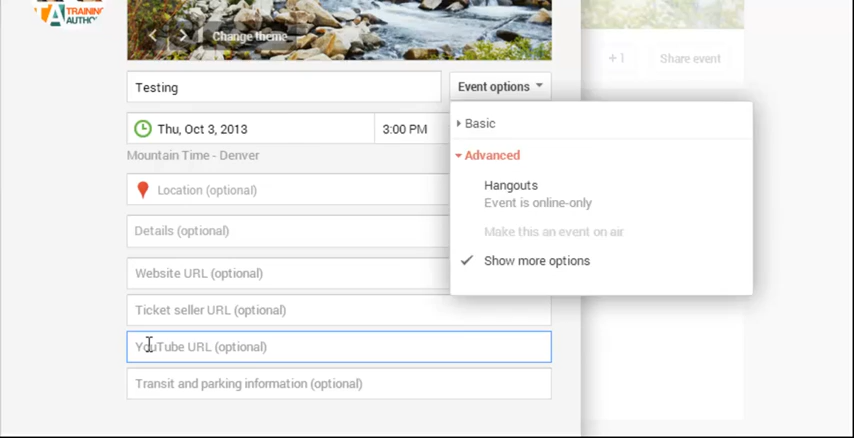 TRAINING
AUTHOR
Change theme
+1
Share event
Testing
Event options
Thu, Oct 3, 2013
3:00 PM
Mountain Time - Denver
Basic
Advanced
Hangouts
Event is online-only
Make this an event on air
Show more options
Location (optional)
Details (optional)
Website URL (optional)
Ticket seller URL (optional)
YouTube URL (optional)
Transit and parking information (optional)